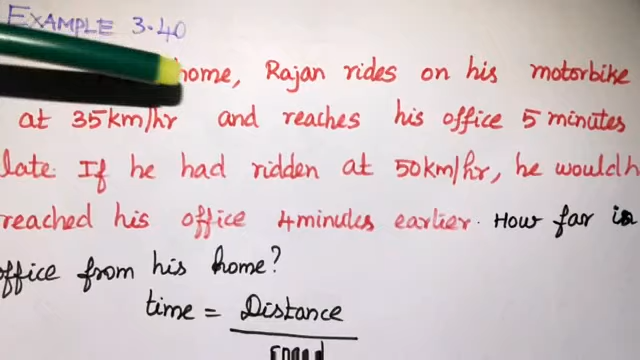 EXAMPLE 3.40
home, Rajan rides on his motorbike
at 35km/hr and reaches his office 5 minutes
late. If he had ridden at 50km/hr, he would h
reached his office 4 minutes earlier. How far is
office from his home?
time = Distance
speed